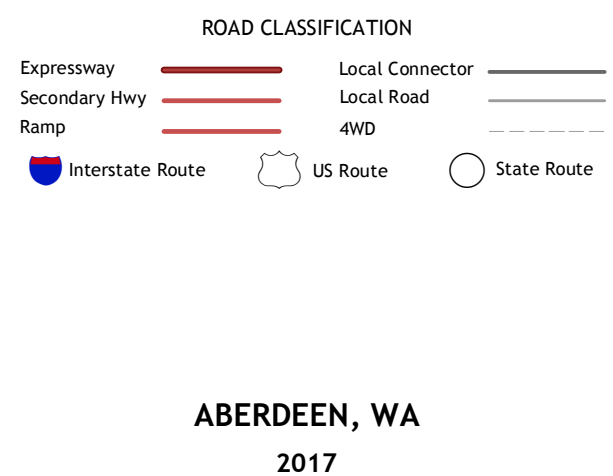 ROAD CLASSIFICATION
Expressway
Secondary Hwy
Ramp
Local Connector
Local Road
4WD
Interstate Route
US Route
State Route
ABERDEEN, WA
2017